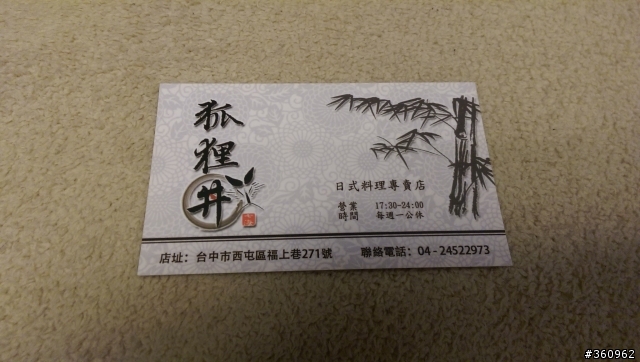 狐狸井
日式料理專賣店
營業時間 17:30-24:00
每週一公休
店址：台中市西屯區福上巷271號
聯絡電話：04 - 24522973
#360962